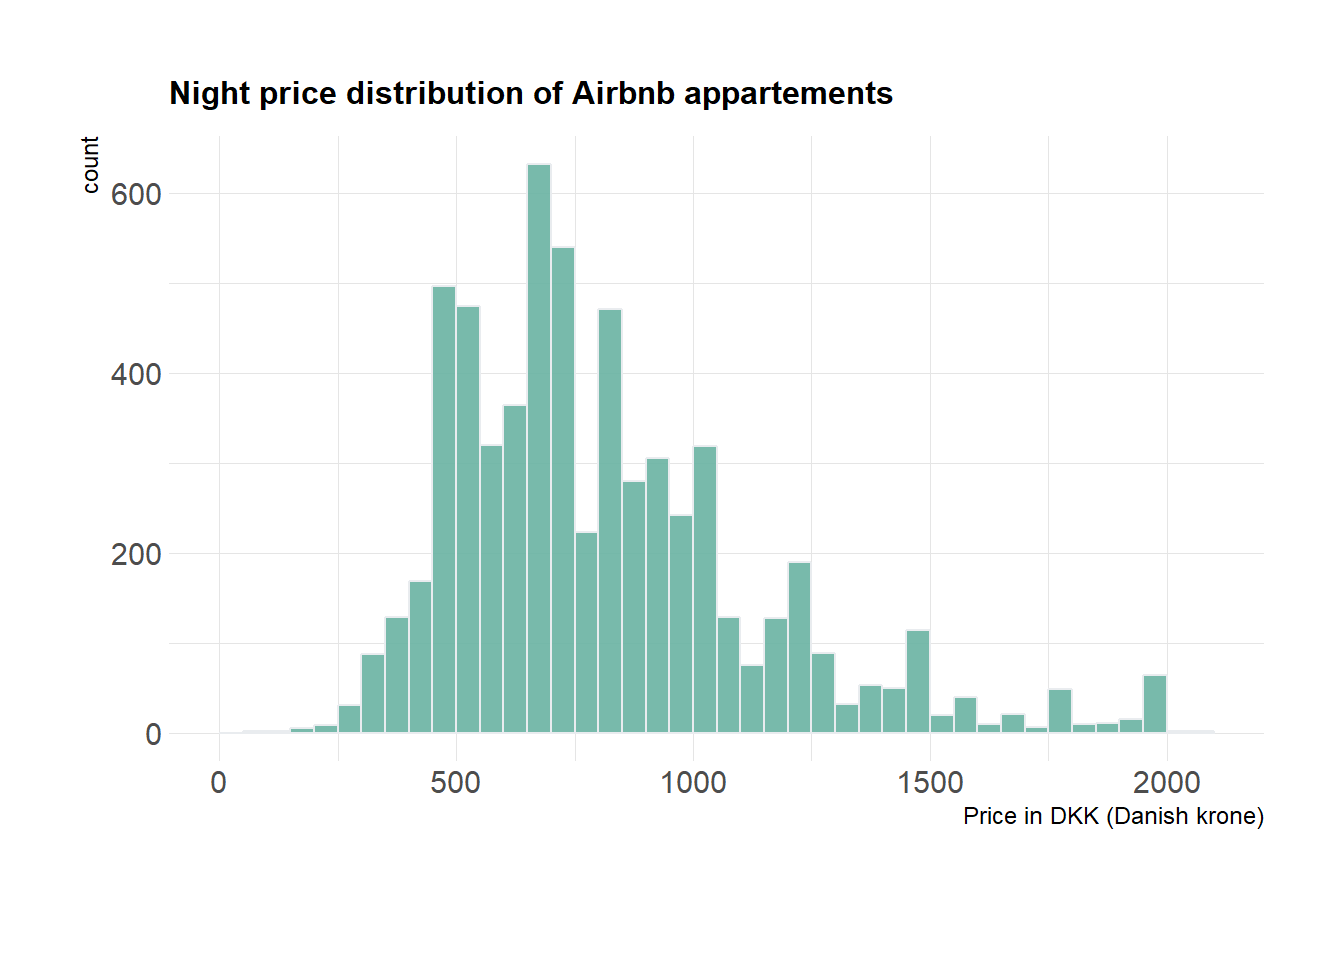 Night price distribution of Airbnb appartements
count
600
400
200
0
0 500 1000 1500 2000
Price in DKK (Danish krone)